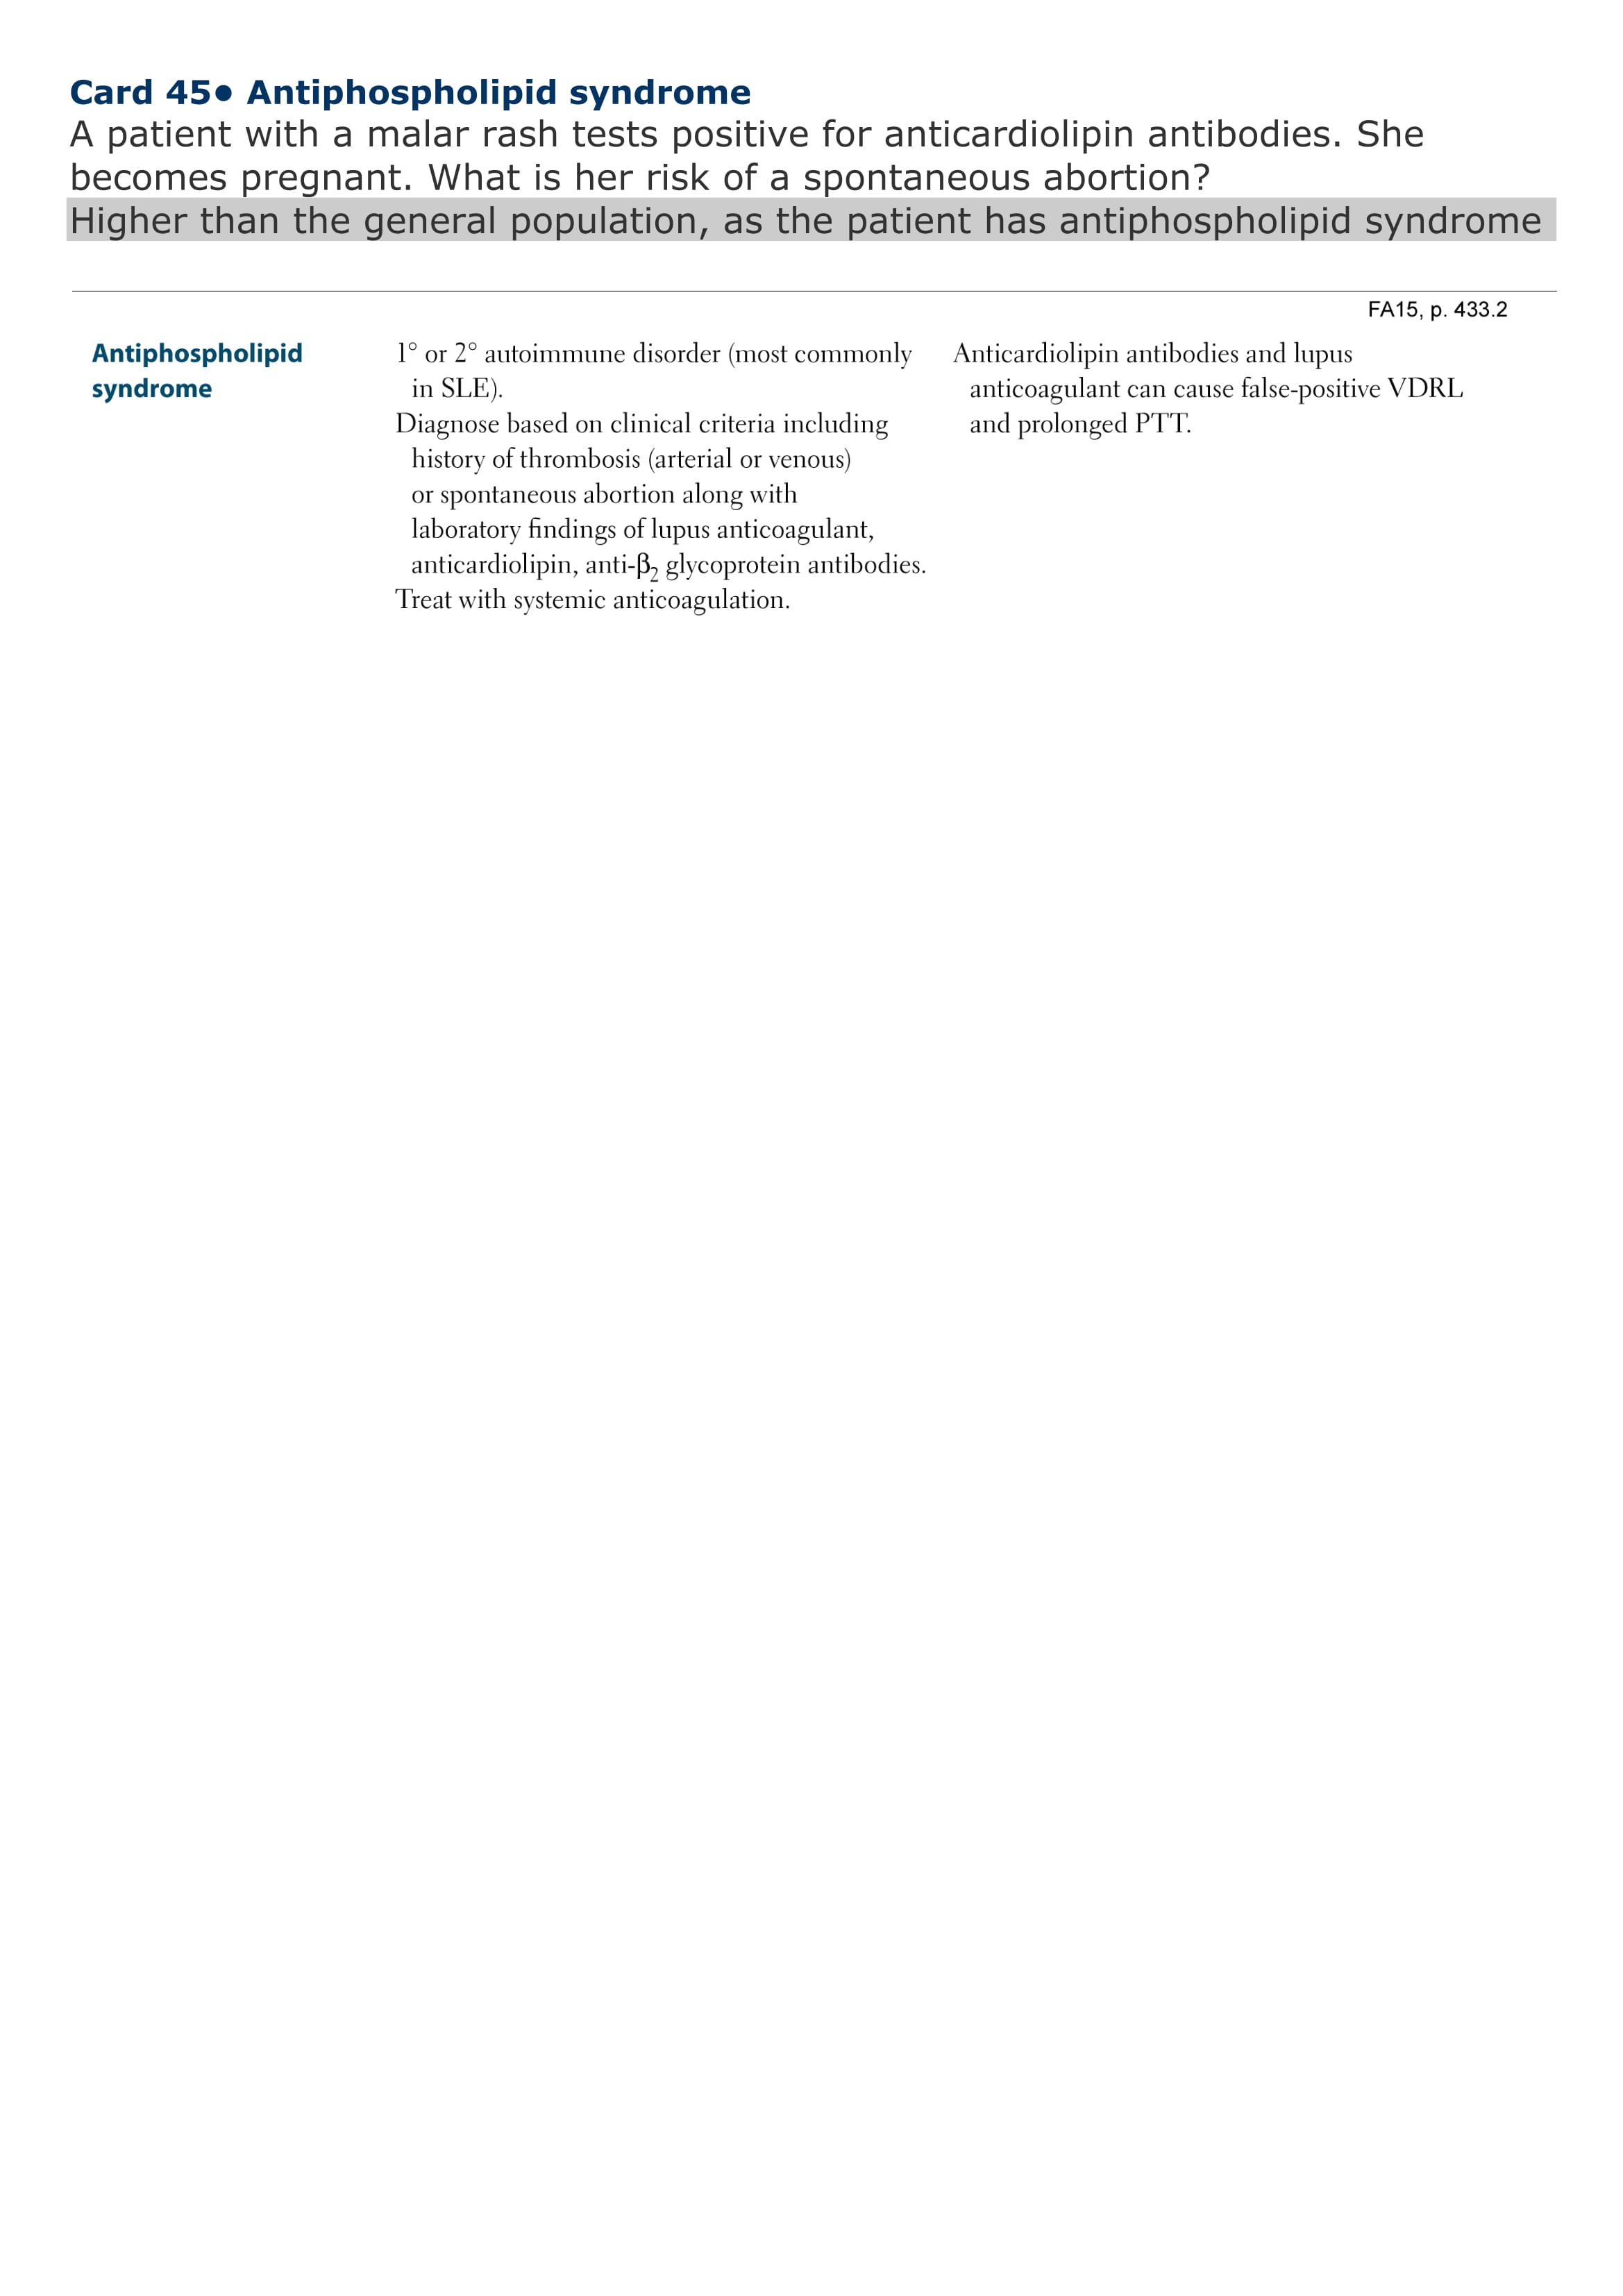 Card 45● Antiphospholipid syndrome
A patient with a malar rash tests positive for anticardiolipin antibodies. She
becomes pregnant. What is her risk of a spontaneous abortion?
Higher than the general population, as the patient has antiphospholipid syndrome
FA15, p. 433.2
Antiphospholipid
syndrome
1° or 2° autoimmune disorder (most commonly
in SLE).
Diagnose based on clinical criteria including
history of thrombosis (arterial or venous)
or spontaneous abortion along with
laboratory findings of lupus anticoagulant,
anticardiolipin, anti-β₂ glycoprotein antibodies.
Treat with systemic anticoagulation.
Anticardiolipin antibodies and lupus
anticoagulant can cause false-positive VDRL
and prolonged PTT.